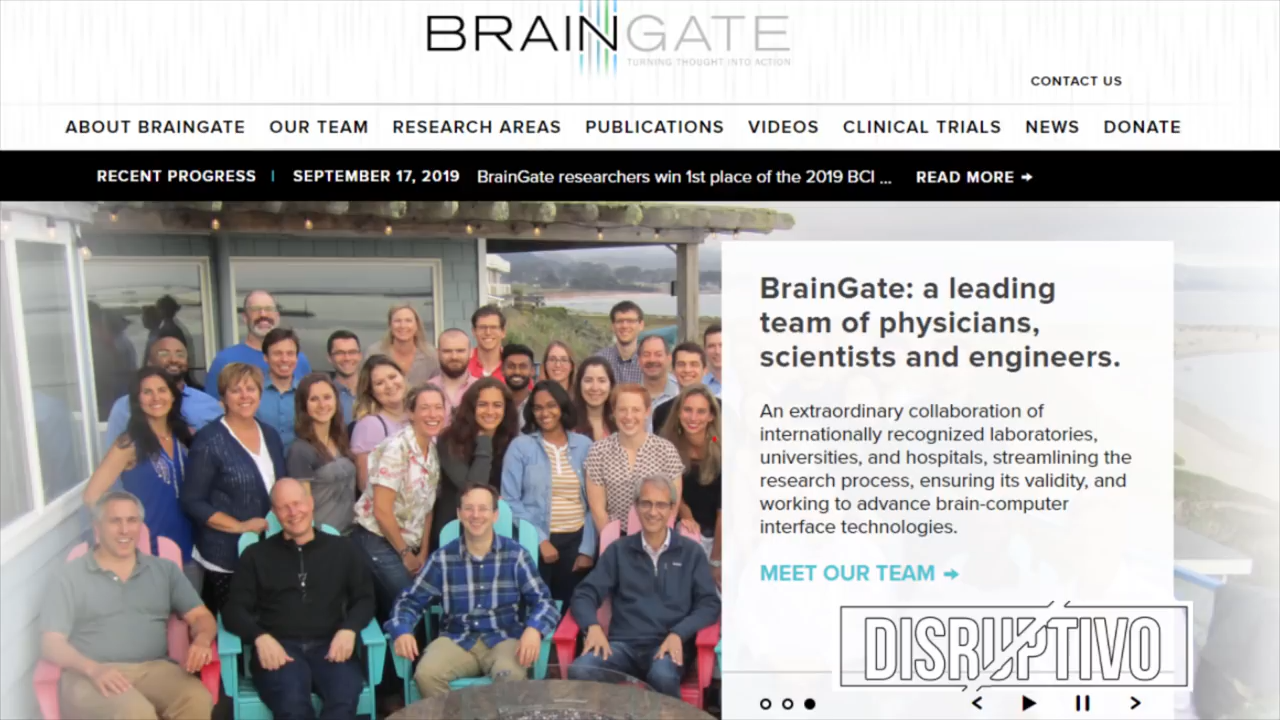 BRAINGATE
TURNING THOUGHT INTO ACTION
CONTACT US
ABOUT BRAINGATE OUR TEAM RESEARCH AREAS PUBLICATIONS VIDEOS CLINICAL TRIALS NEWS DONATE
RECENT PROGRESS | SEPTEMBER 17, 2019 BrainGate researchers win 1st place of the 2019 BCI ... READ MORE →
BrainGate: a leading
team of physicians,
scientists and engineers.
An extraordinary collaboration of
internationally recognized laboratories,
universities, and hospitals, streamlining the
research process, ensuring its validity, and
working to advance brain-computer
interface technologies.
MEET OUR TEAM →
DISRUPTIVO